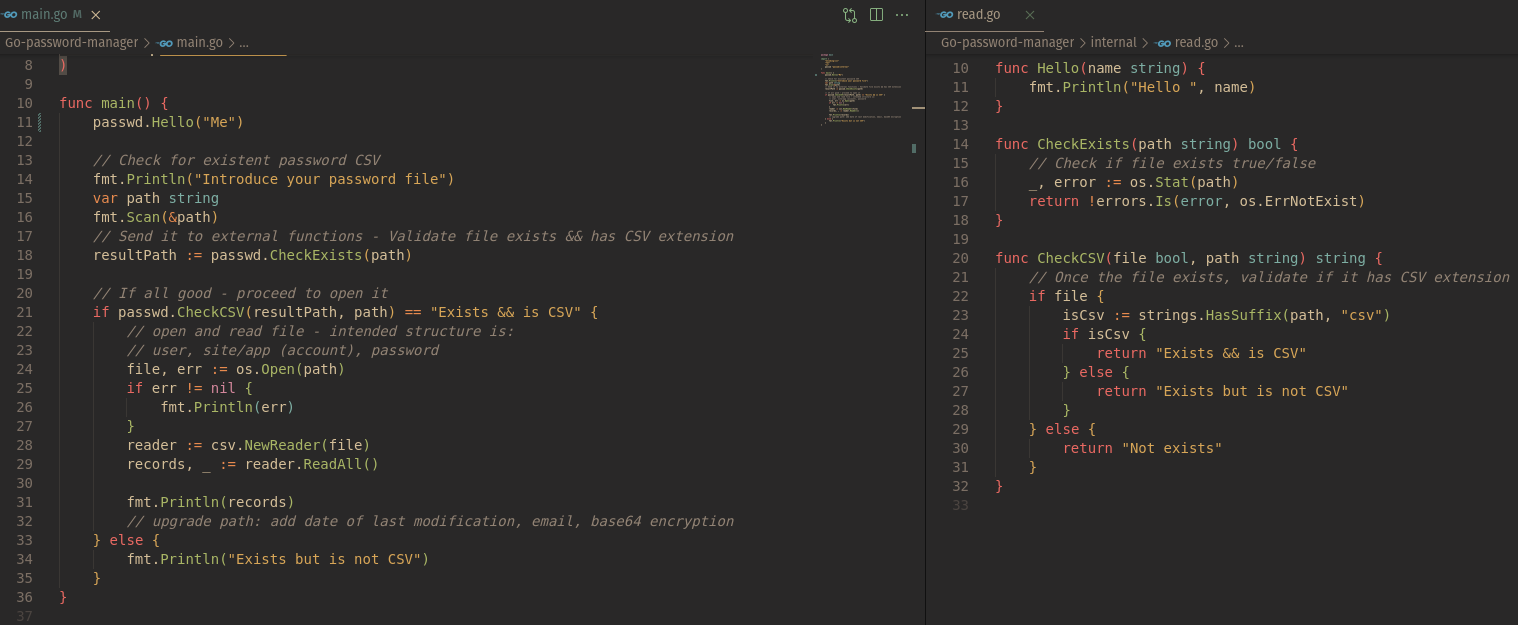 main.go M
Go-password-manager > main.go > ...
8 )
9
10 func main() {
11 passwd.Hello("Me")
12
13 // Check for existent password CSV
14 fmt.Println("Introduce your password file")
15 var path string
16 fmt.Scan(&path)
17 // Send it to external functions - Validate file exists && has CSV extension
18 resultPath := passwd.CheckExists(path)
19
20 // If all good - proceed to open it
21 if passwd.CheckCSV(resultPath, path) == "Exists && is CSV" {
22 // open and read file - intended structure is:
23 // user, site/app (account), password
24 file, err := os.Open(path)
25 if err != nil {
26 fmt.Println(err)
27 }
28 reader := csv.NewReader(file)
29 records, _ := reader.ReadAll()
30
31 fmt.Println(records)
32 // upgrade path: add date of last modification, email, base64 encryption
33 } else {
34 fmt.Println("Exists but is not CSV")
35 }
36 }
37
read.go
Go-password-manager > internal > read.go > ...
10 func Hello(name string) {
11 fmt.Println("Hello ", name)
12 }
13
14 func CheckExists(path string) bool {
15 // Check if file exists true/false
16 _, error := os.Stat(path)
17 return !errors.Is(error, os.ErrNotExist)
18 }
19
20 func CheckCSV(file bool, path string) string {
21 // Once the file exists, validate if it has CSV extension
22 if file {
23 isCsv := strings.HasSuffix(path, "csv")
24 if isCsv {
25 return "Exists && is CSV"
26 } else {
27 return "Exists but is not CSV"
28 }
29 } else {
30 return "Not exists"
31 }
32 }
33